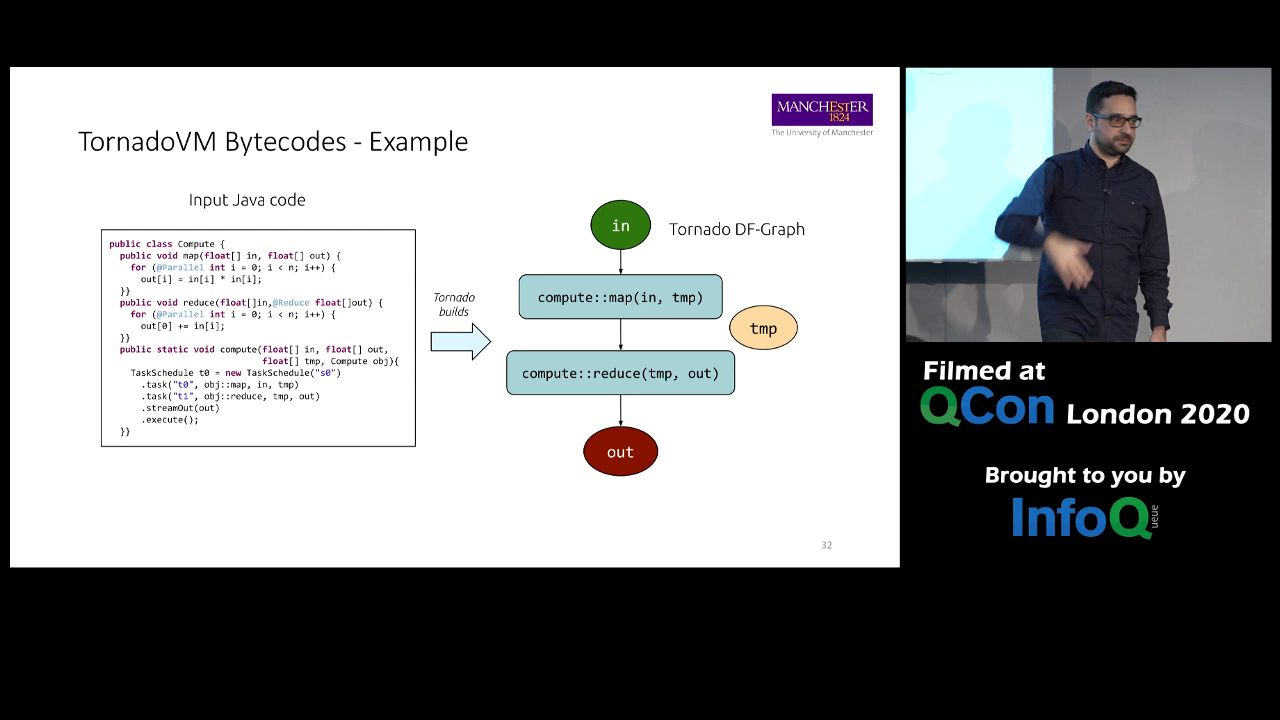 MANCHESTER
1824
The University of Manchester
TornadoVM Bytecodes - Example
Input Java code
public class Compute {
public void map(float[] in, float[] out) {
for (@Parallel int i = 0; i < n; i++) {
out[i] = in[i] * in[i];
}}
public void reduce(float[]in,@Reduce float[]out) {
for (@Parallel int i = 0; i < n; i++) {
out[0] += in[i];
}}
public static void compute(float[] in, float[] out,
float[] tmp, Compute obj){
TaskSchedule t0 = new TaskSchedule("s0")
.task("t0", obj::map, in, tmp)
.task("t1", obj::reduce, tmp, out)
.streamOut(out)
.execute();
}}
Tornado
builds
in
Tornado DF-Graph
compute::map(in, tmp)
tmp
compute::reduce(tmp, out)
out
32
Filmed at
QCon London 2020
Brought to you by
InfoQueue